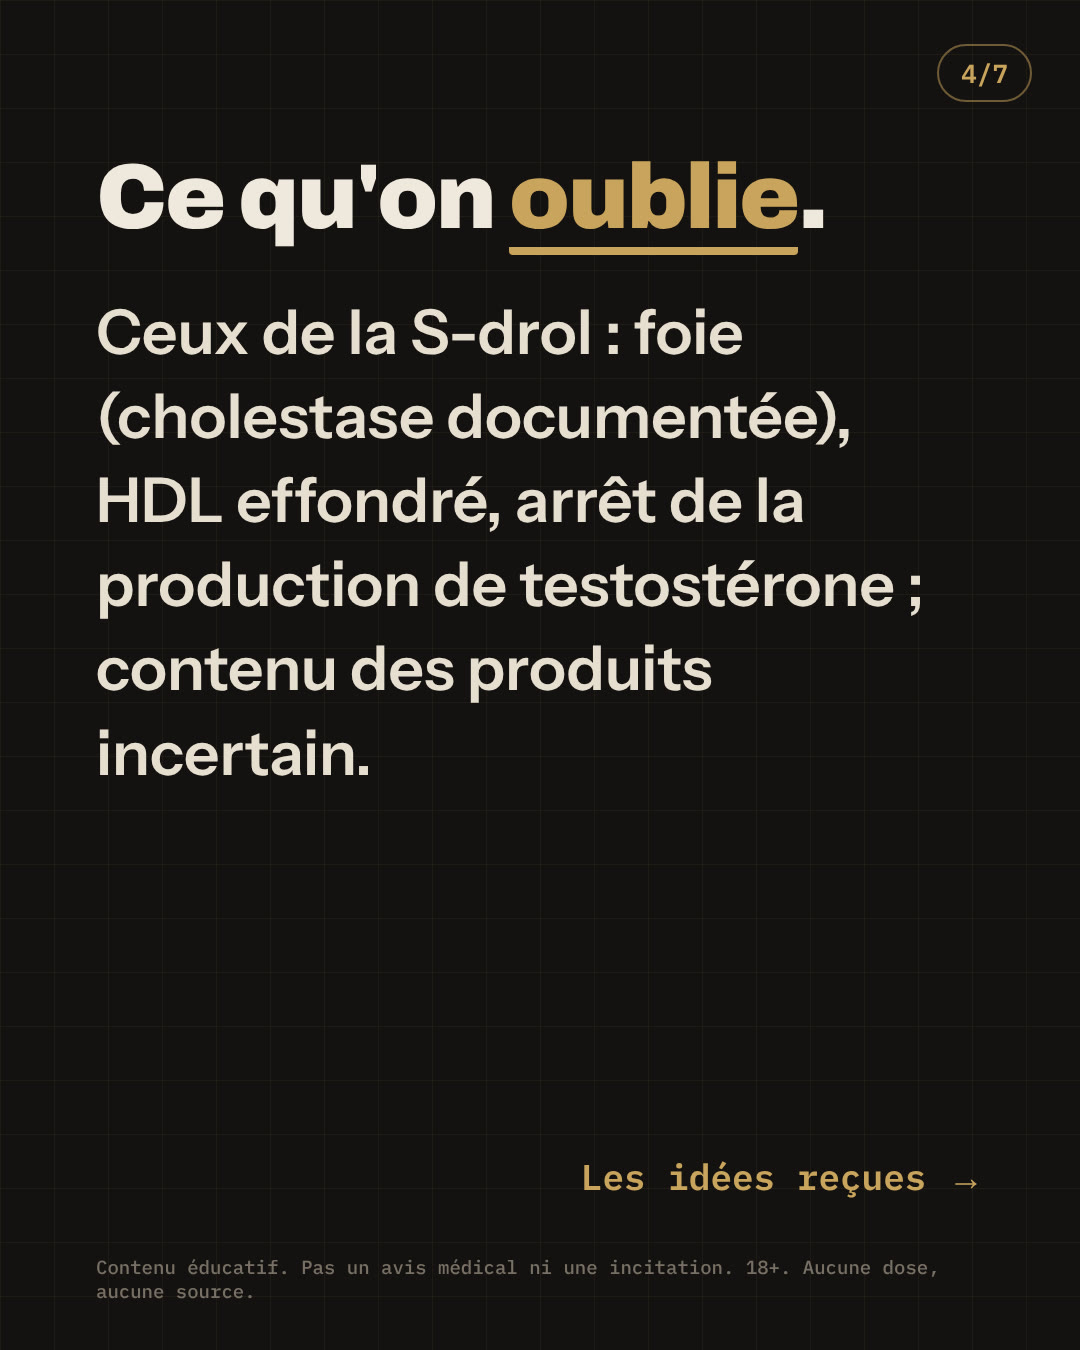 4/7
Ce qu'on oublie.
Ceux de la S-drol : foie
(cholestase documentée),
HDL effondré, arrêt de la
production de testostérone ;
contenu des produits
incertain.
Les idées reçues →
Contenu éducatif. Pas un avis médical ni une incitation. 18+. Aucune dose,
aucune source.